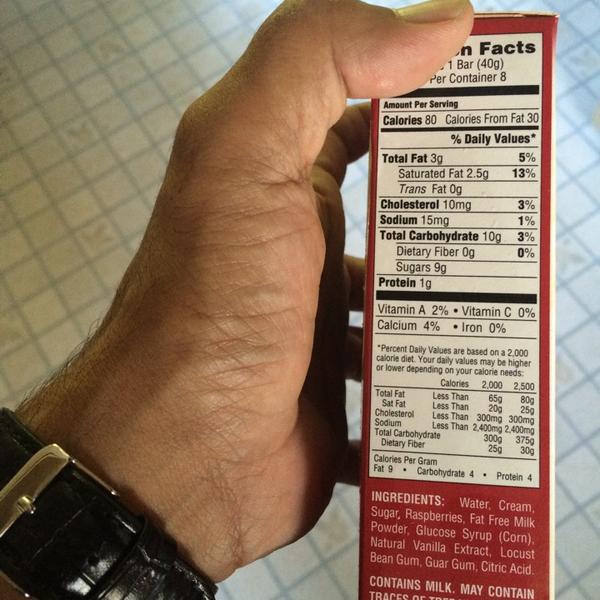 n Facts
1 Bar (40g)
Per Container 8
Amount Per Serving
Calories 80 Calories From Fat 30
% Daily Values*
Total Fat 3g 5%
Saturated Fat 2.5g 13%
Trans Fat 0g
Cholesterol 10mg 3%
Sodium 15mg 1%
Total Carbohydrate 10g 3%
Dietary Fiber 0g 0%
Sugars 9g
Protein 1g
Vitamin A 2% • Vitamin C 0%
Calcium 4% • Iron 0%
*Percent Daily Values are based on a 2,000
calorie diet. Your daily values may be higher
or lower depending on your calorie needs:
Calories 2,000 2,500
Total Fat Less Than 65g 80g
Sat Fat Less Than 20g 25g
Cholesterol Less Than 300mg 300mg
Sodium Less Than 2,400mg 2,400mg
Total Carbohydrate 300g 375g
Dietary Fiber 25g 30g
Calories Per Gram
Fat 9 • Carbohydrate 4 • Protein 4
INGREDIENTS: Water, Cream,
Sugar, Raspberries, Fat Free Milk
Powder, Glucose Syrup (Corn),
Natural Vanilla Extract, Locust
Bean Gum, Guar Gum, Citric Acid.
CONTAINS MILK. MAY CONTAIN
TRACES OF